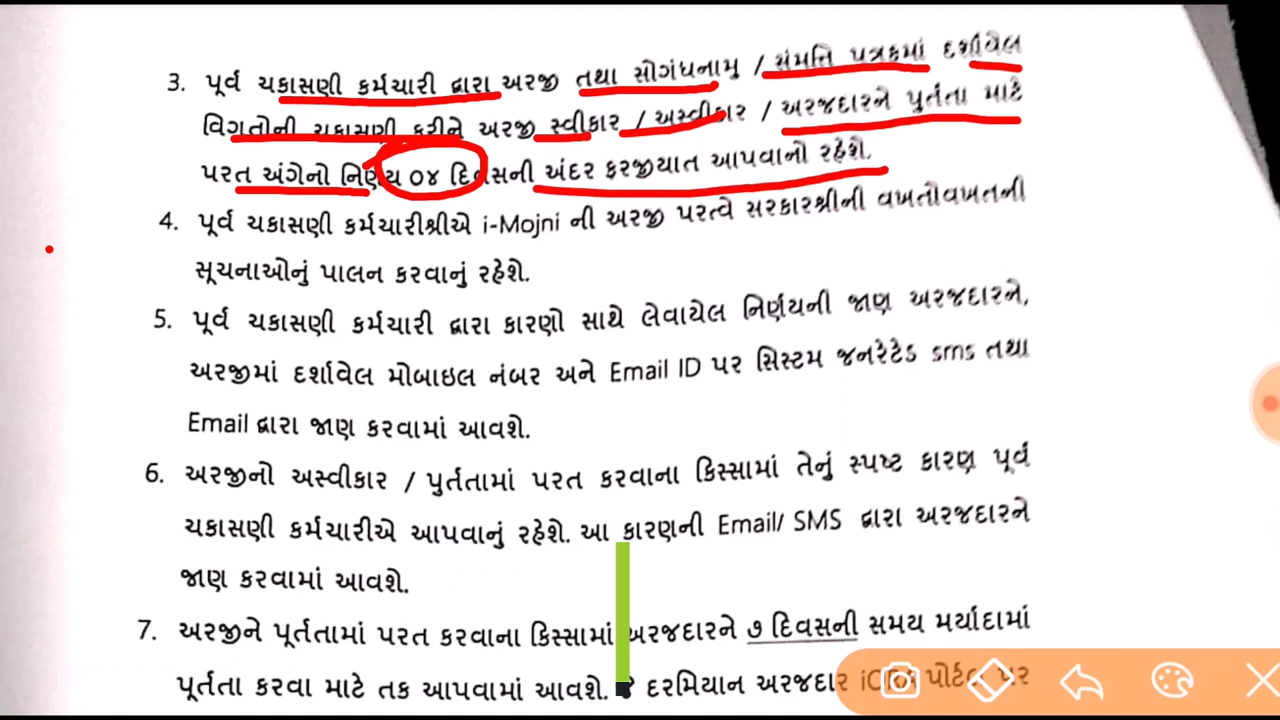 3. પૂર્વ ચકાસણી કર્મચારી દ્વારા અરજી તથા સોગંધનામુ / સંમત્તિ પત્રકમાં દર્શાવેલ
વિગતોની ચકાસણી કરીને અરજી સ્વીકાર / અસ્વીકાર / અરજદારને પુર્તતા માટે
પરત અંગેનો નિર્ણય ૦૪ દિવસની અંદર ફરજીયાત આપવાનો રહેશે.
4. પૂર્વ ચકાસણી કર્મચારીશ્રીએ i-Mojni ની અરજી પરત્વે સરકારશ્રીની વખતોવખતની
સૂચનાઓનું પાલન કરવાનું રહેશે.
5. પૂર્વ ચકાસણી કર્મચારી દ્વારા કારણો સાથે લેવાયેલ નિર્ણયની જાણ અરજદારને,
અરજીમાં દર્શાવેલ મોબાઇલ નંબર અને Email ID પર સિસ્ટમ જનરેટેડ sms તથા
Email દ્વારા જાણ કરવામાં આવશે.
6. અરજીનો અસ્વીકાર / પુર્તતામાં પરત કરવાના કિસ્સામાં તેનું સ્પષ્ટ કારણ પૂર્વ
ચકાસણી કર્મચારીએ આપવાનું રહેશે. આ કારણની Email/ SMS દ્વારા અરજદારને
જાણ કરવામાં આવશે.
7. અરજીને પૂર્તતામાં પરત કરવાના કિસ્સામાં અરજદારને ૭ દિવસની સમય મર્યાદામાં
પૂર્તતા કરવા માટે તક આપવામાં આવશે. દરમિયાન અરજદાર iORA પોર્ટલ પર